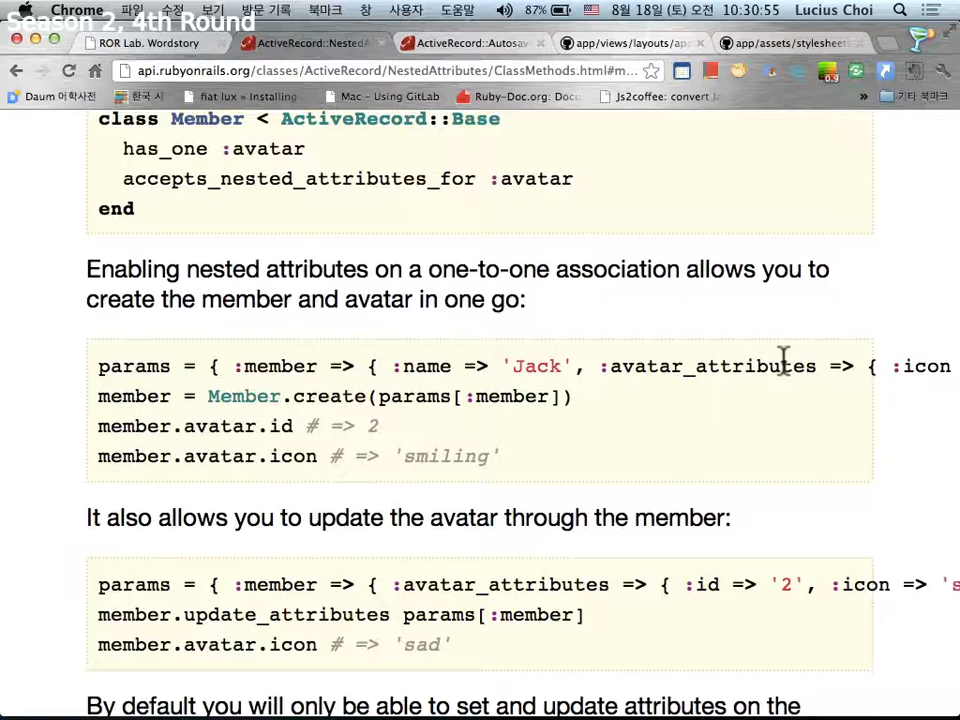 Chrome 파일 수정 보기 방문 기록 북마크 창 사용자 도움말 87% 8월 18일(토) 오전 10:30:55 Lucius Choi
Season 2, 4th Round
ROR Lab. Wordstory ActiveRecord::Nested ActiveRecord::Autosav app/views/layouts/ap app/assets/stylesheet
api.rubyonrails.org/classes/ActiveRecord/NestedAttributes/ClassMethods.html#m...
Daum 어학사전 한국 시 fiat lux » Installing Mac - Using GitLab Ruby-Doc.org: Docu Js2coffee: convert Ja » 기타 북마크
class Member < ActiveRecord::Base
has_one :avatar
accepts_nested_attributes_for :avatar
end
Enabling nested attributes on a one-to-one association allows you to
create the member and avatar in one go:
params = { :member => { :name => 'Jack', :avatar_attributes => { :icon
member = Member.create(params[:member])
member.avatar.id # => 2
member.avatar.icon # => 'smiling'
It also allows you to update the avatar through the member:
params = { :member => { :avatar_attributes => { :id => '2', :icon => 's
member.update_attributes params[:member]
member.avatar.icon # => 'sad'
By default you will only be able to set and update attributes on the